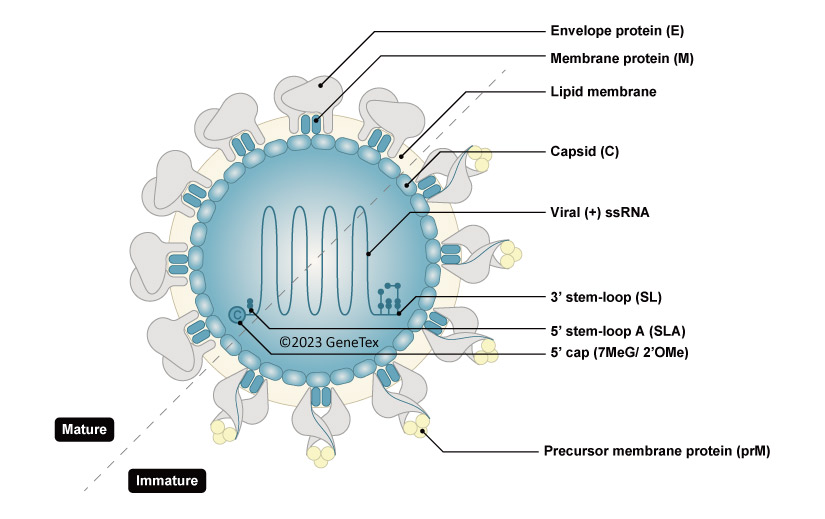 Envelope protein (E)
Membrane protein (M)
Lipid membrane
Capsid (C)
Viral (+) ssRNA
3’ stem-loop (SL)
C
5’ stem-loop A (SLA)
©2023 GeneTex
5’ cap (7MeG/ 2’OMe)
Mature
Precursor membrane protein (prM)
Immature